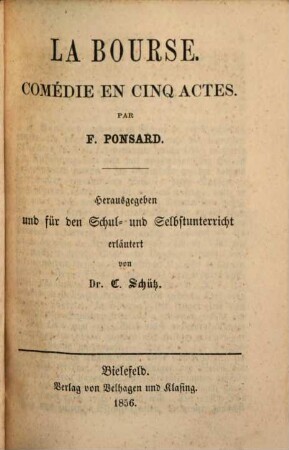 LA BOURSE.
COMÉDIE EN CINQ ACTES.
PAR
F. PONSARD.
Herausgegeben
und für den Schul- und Selbstunterricht
erläutert
von
Dr. C. Schütz.
Bielefeld.
Verlag von Velhagen und Klasing.
1856.